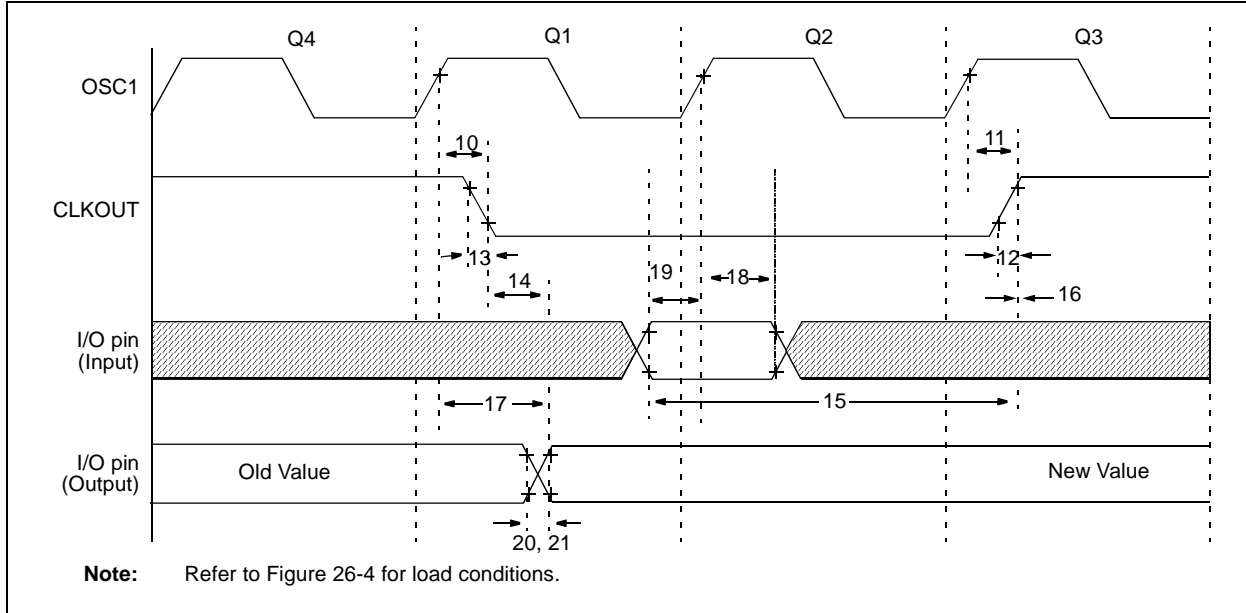 Q4 Q1 Q2 Q3
OSC1
10 11
CLKOUT
13 19 18 12
14 16
I/O pin
(Input)
17 15
I/O pin
(Output)
Old Value New Value
20, 21
Note: Refer to Figure 26-4 for load conditions.